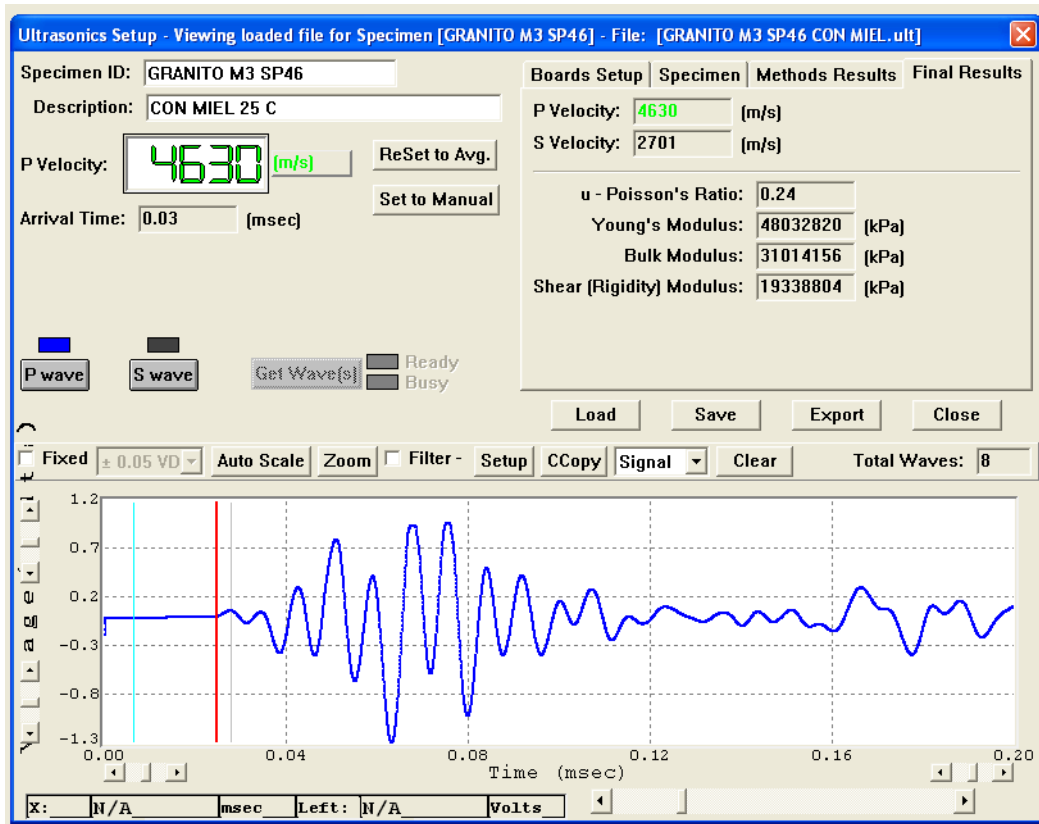 Ultrasonics Setup - Viewing loaded file for Specimen [GRANITO M3 SP46] - File: [GRANITO M3 SP46 CON MIEL.ult]
Specimen ID: GRANITO M3 SP46
Description: CON MIEL 25 C
P Velocity: 4630 (m/s)
ReSet to Avg.
Set to Manual
Arrival Time: 0.03 (msec)
Boards Setup Specimen Methods Results Final Results
P Velocity: 4630 (m/s)
S Velocity: 2701 (m/s)
u - Poisson's Ratio: 0.24
Young's Modulus: 48032820 (kPa)
Bulk Modulus: 31014156 (kPa)
Shear (Rigidity) Modulus: 19338804 (kPa)
P wave S wave Get Wave(s) Ready
Busy
Load Save Export Close
Fixed ± 0.05 VD Auto Scale Zoom Filter - Setup CCopy Signal Clear Total Waves: 8
1.2
0.7
0.2
-0.3
-0.8
-1.3
0.00 0.04 0.08 0.12 0.16 0.20
Time (msec)
X: N/A msec Left: N/A Volts